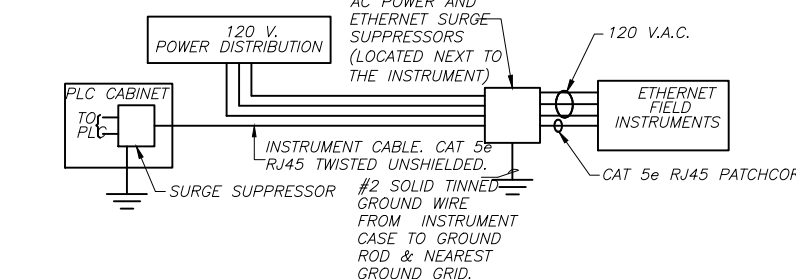 AC POWER AND
ETHERNET SURGE
SUPPRESSORS
(LOCATED NEXT TO
THE INSTRUMENT)
120 V.
POWER DISTRIBUTION
120 V.A.C.
PLC CABINET
TO
PLC
ETHERNET
FIELD
INSTRUMENTS
INSTRUMENT CABLE. CAT 5e
RJ45 TWISTED UNSHIELDED.
SURGE SUPPRESSOR
CAT 5e RJ45 PATCHCOR
#2 SOLID TINNED
GROUND WIRE
FROM INSTRUMENT
CASE TO GROUND
ROD & NEAREST
GROUND GRID.